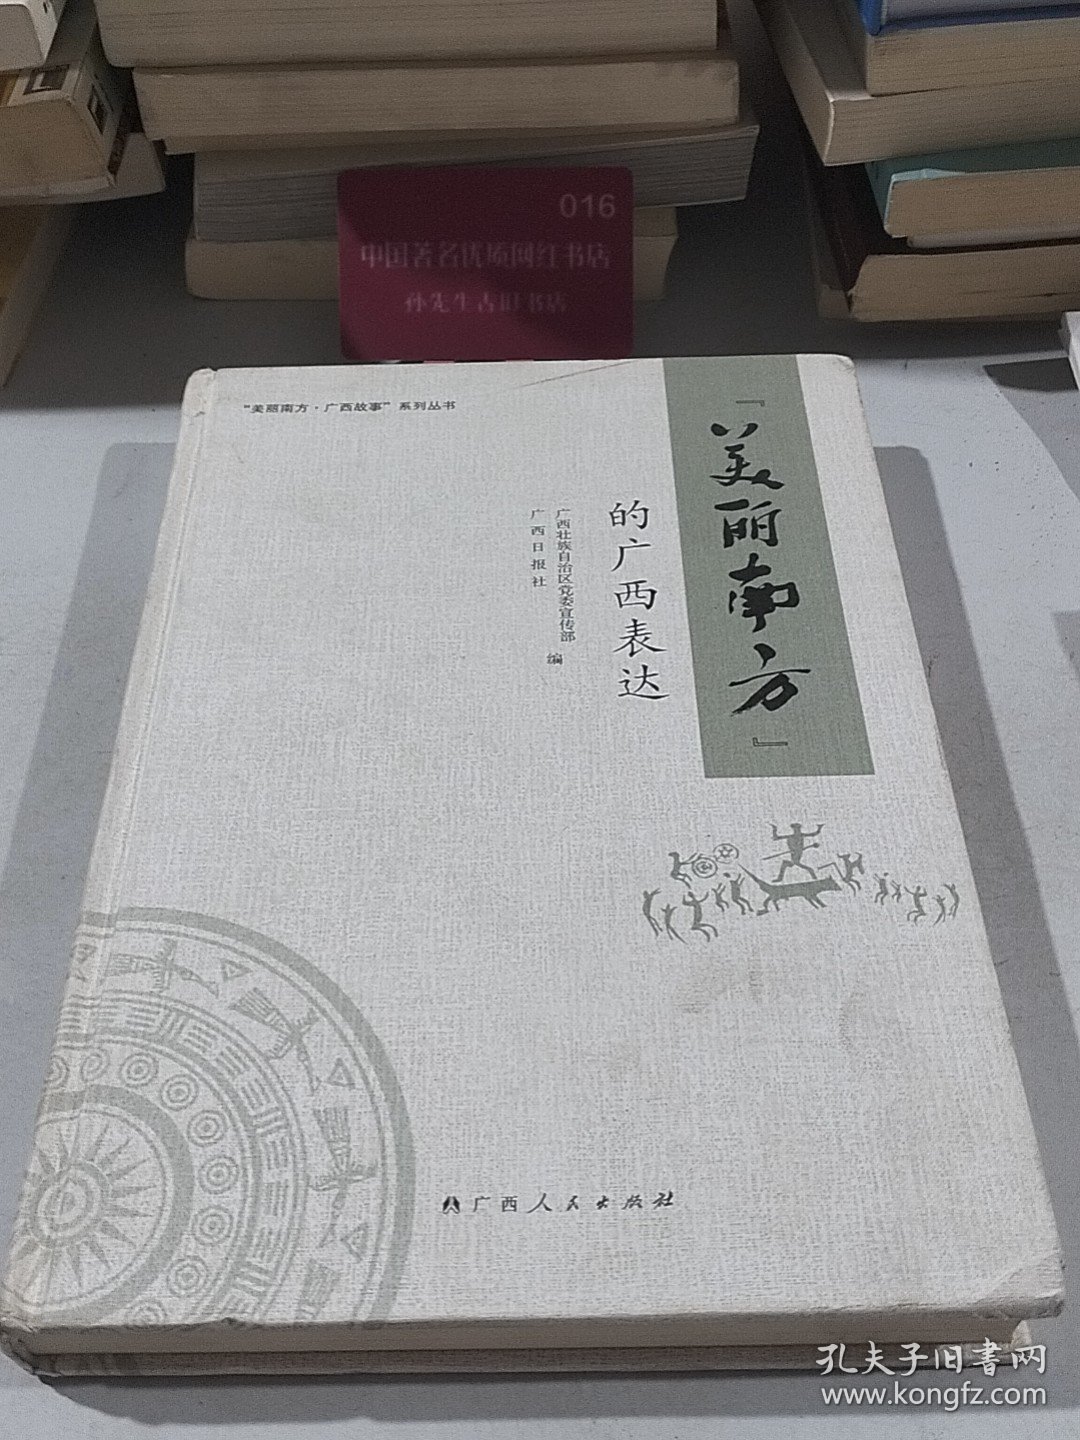 016
中国著名优质网红书店
孙先生古旧书店
“美丽南方·广西故事”系列丛书
『美丽南方』
的广西表达
广西壮族自治区党委宣传部
广西日报社
编
广西人民出版社
孔夫子旧書网
www.kongfz.com